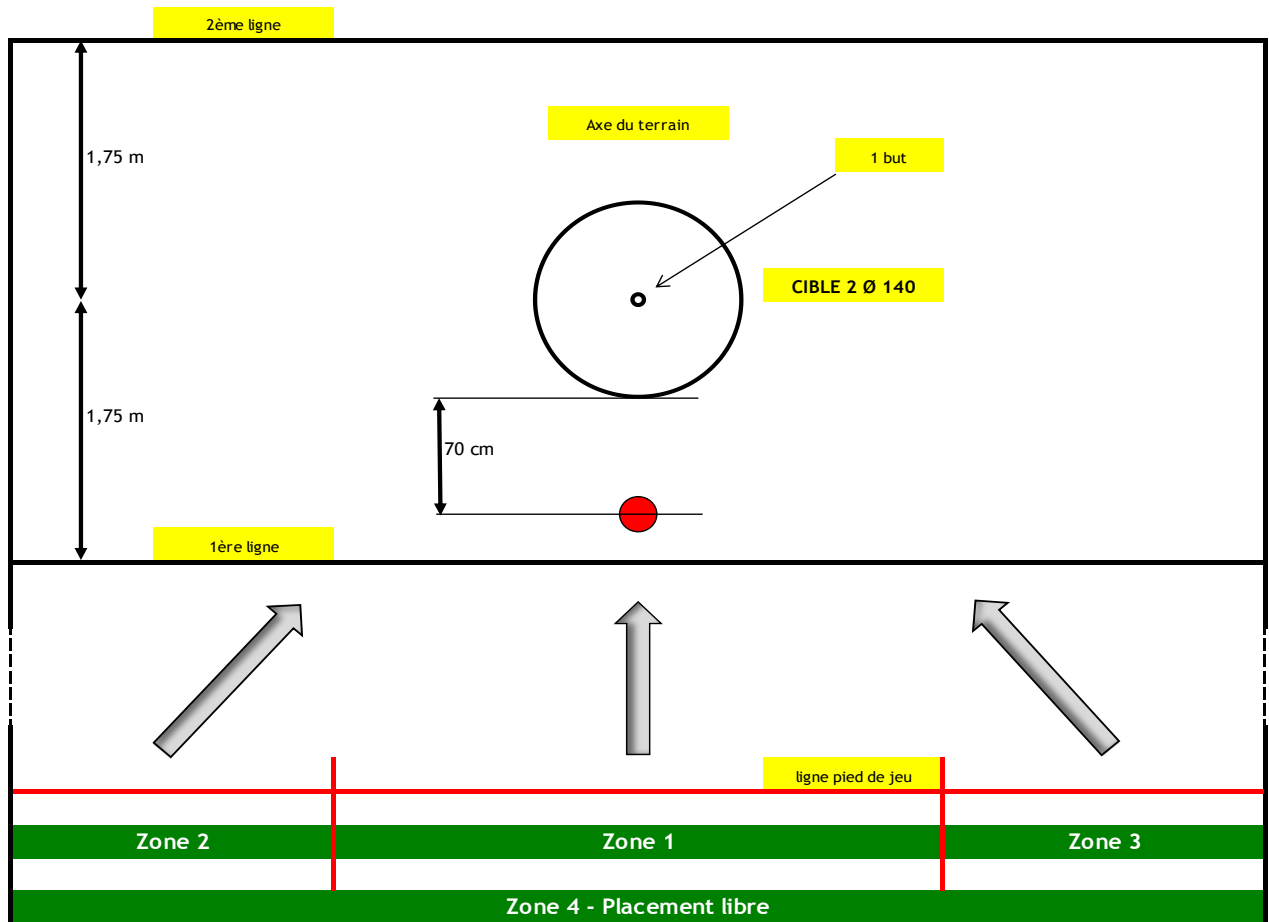 2ème ligne
Axe du terrain
1,75 m
1 but
CIBLE 2 Ø 140
1,75 m
70 cm
1ère ligne
ligne pied de jeu
Zone 2
Zone 1
Zone 3
Zone 4 - Placement libre